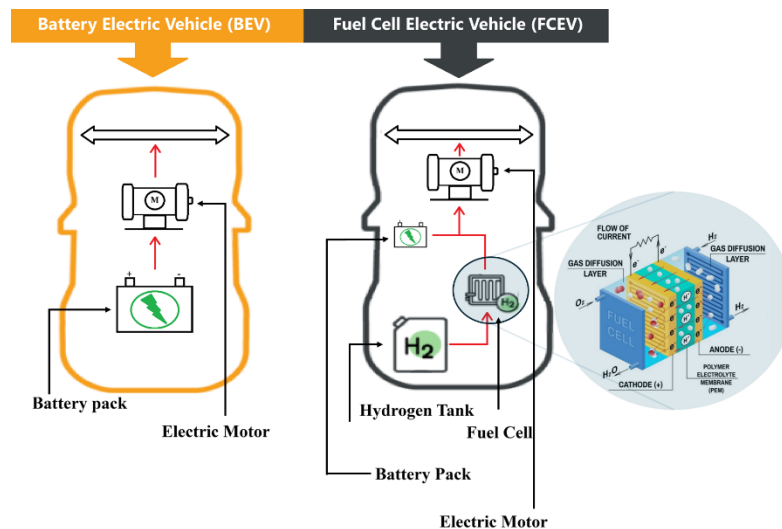 Battery Electric Vehicle (BEV)
Fuel Cell Electric Vehicle (FCEV)
M
+ -
Battery pack
Electric Motor
M
H2
H2
Hydrogen Tank
Fuel Cell
Battery Pack
Electric Motor
FLOW OF
CURRENT
e⁻ e⁻
GAS DIFFUSION
LAYER
H₂
GAS DIFFUSION
LAYER
O₂
FUEL
CELL
H⁺
H⁺
H⁺
H₂
ANODE (-)
H₂O
CATHODE (+)
POLYMER
ELECTROLYTE
MEMBRANE (PEM)